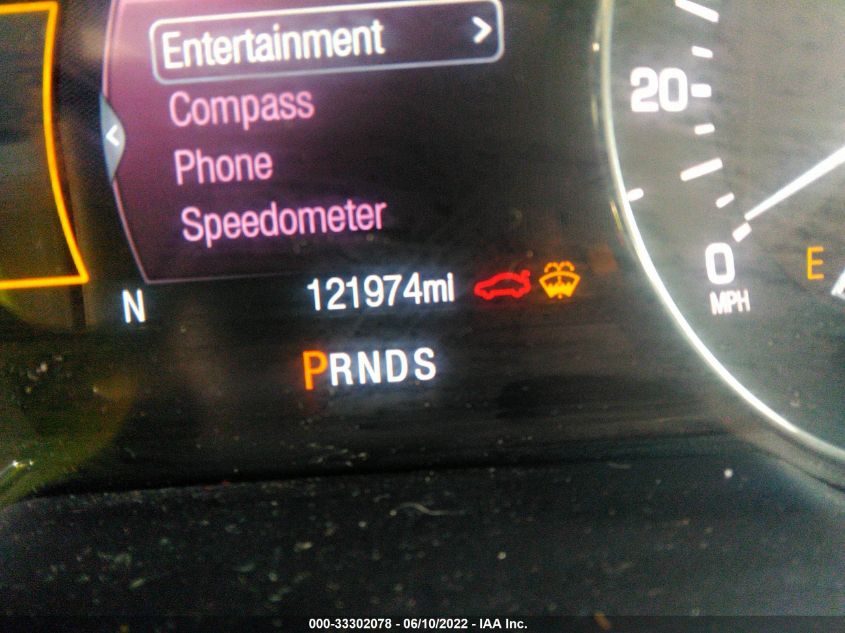 Entertainment >
Compass
Phone
Speedometer
20
0
MPH
E
N
121974mi
PRNDS
000-33302078 - 06/10/2022 - IAA Inc.